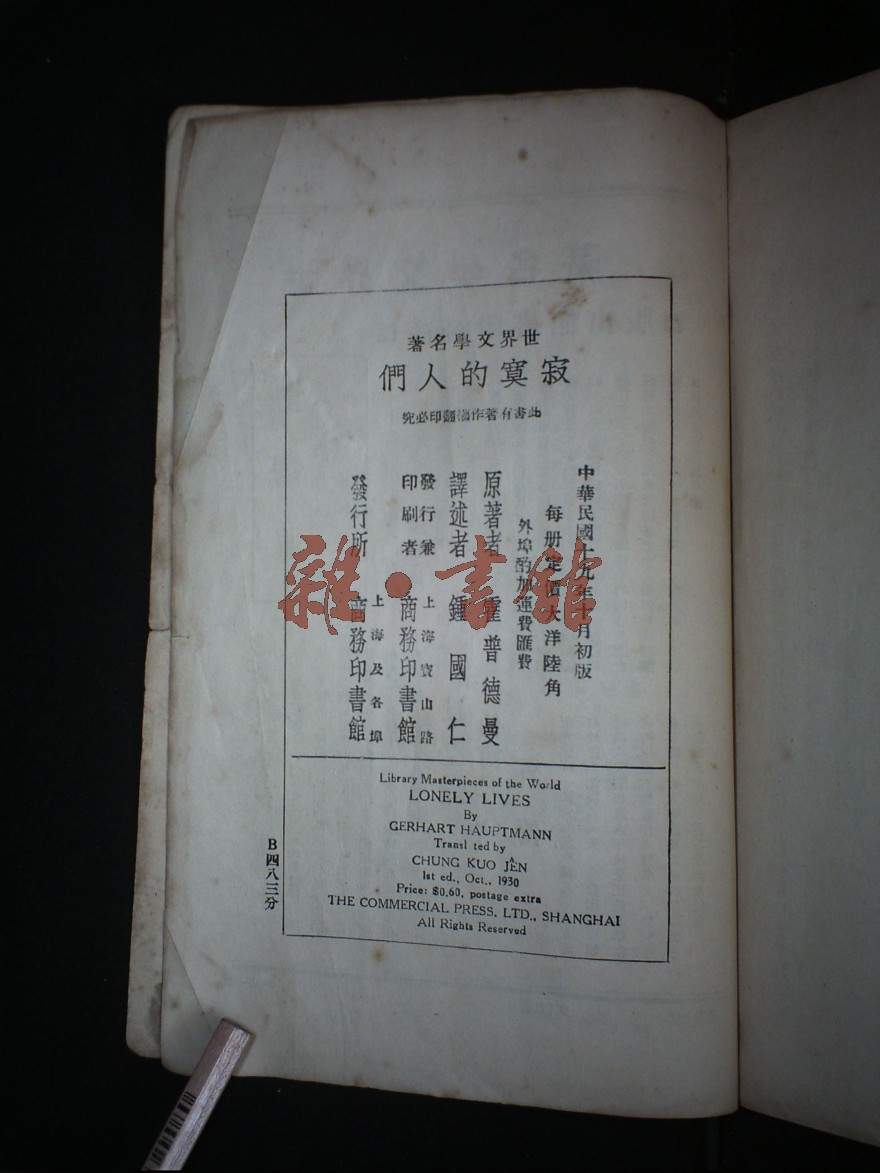 世界文學名著
寂寞的人們
此書有著作權翻印必究
中華民國十九年十月初版
每册定價大洋陸角
外埠酌加運費匯費
原著者 霍普德曼
譯述者 鍾國仁
發行兼
印刷者
上海寶山路
商務印書館
發行所
上海及各埠
商務印書館
Library Masterpieces of the World
LONELY LIVES
By
GERHART HAUPTMANN
Transl ted by
CHUNG KUO JÊN
1st ed., Oct., 1930
Price: $0.60, postage extra
THE COMMERCIAL PRESS, LTD., SHANGHAI
All Rights Reserved
B四八三分
雜·書館